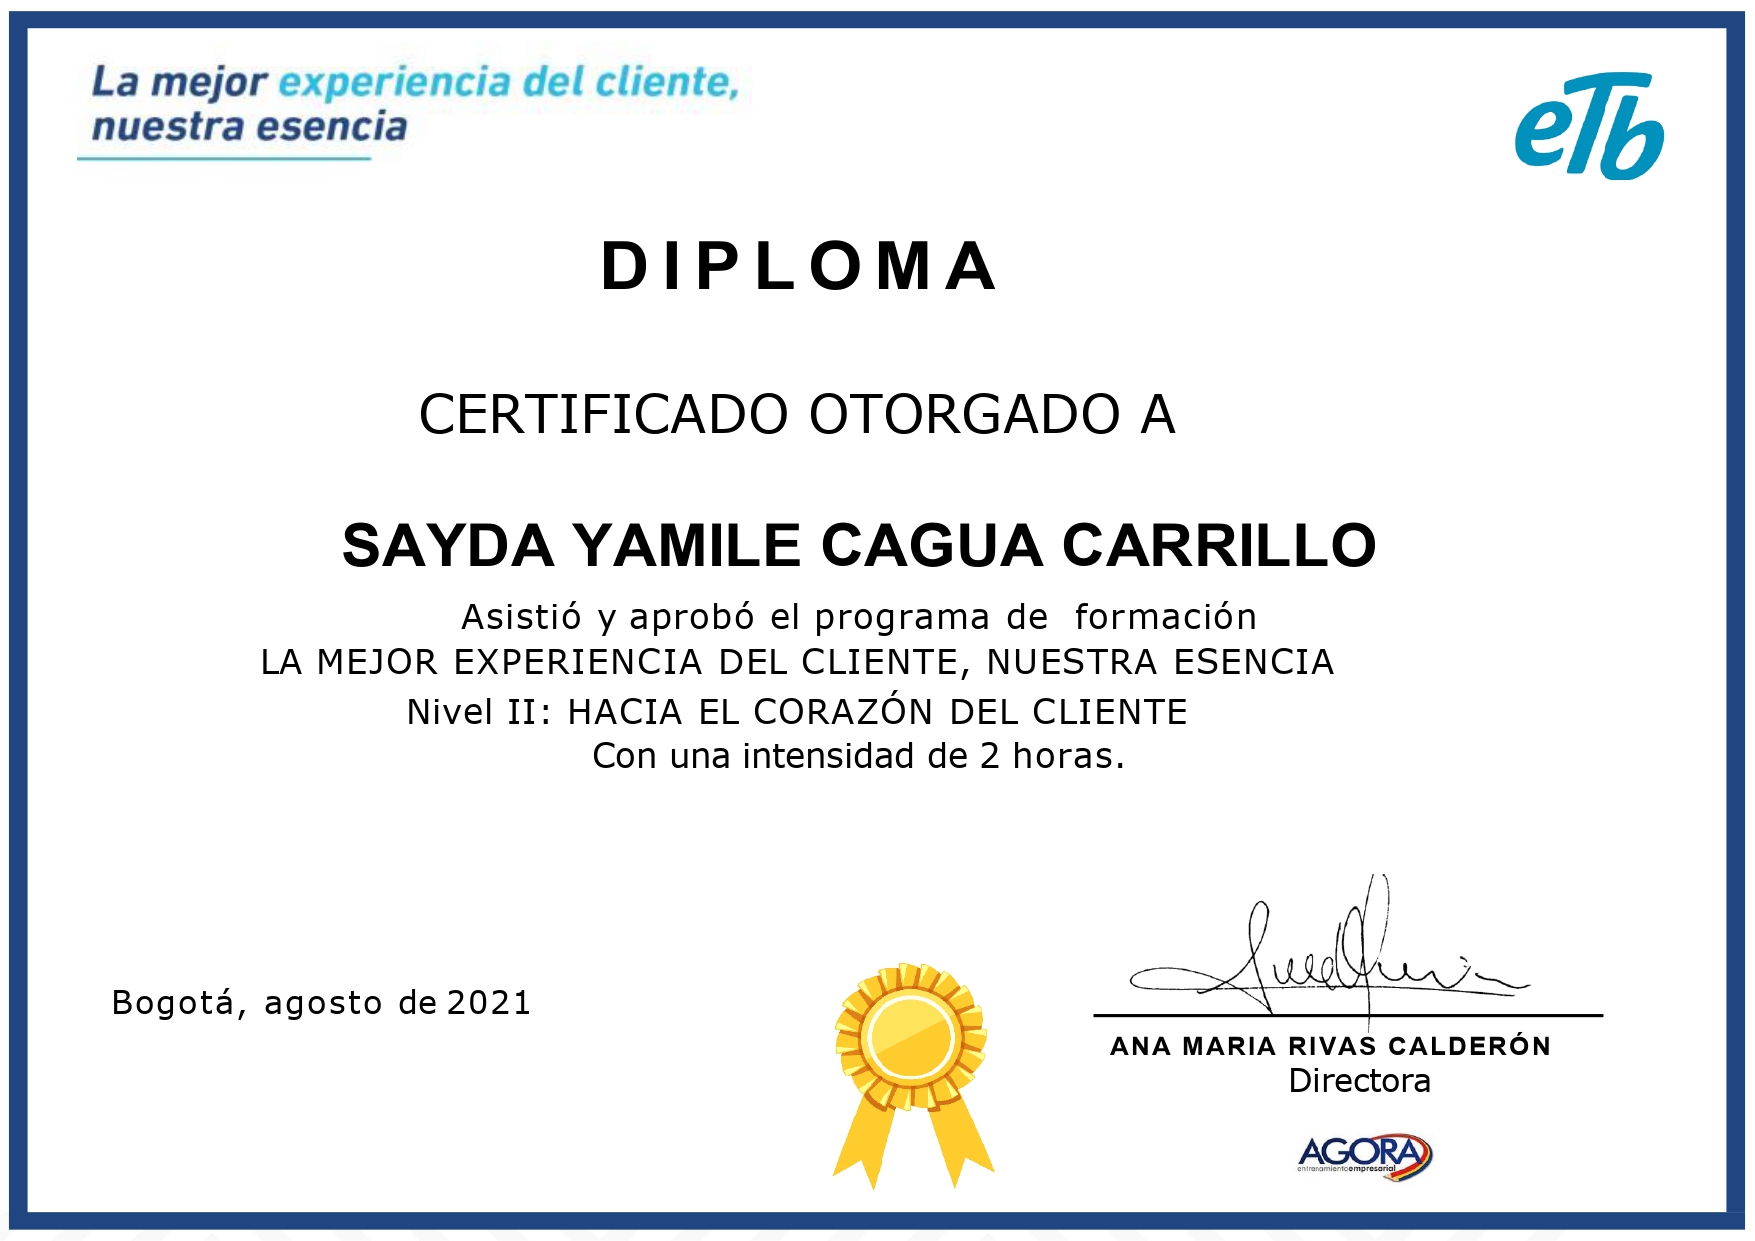 La mejor experiencia del cliente,
nuestra esencia
eTb
DIPLOMA
CERTIFICADO OTORGADO A
SAYDA YAMILE CAGUA CARRILLO
Asistió y aprobó el programa de formación
LA MEJOR EXPERIENCIA DEL CLIENTE, NUESTRA ESENCIA
Nivel II: HACIA EL CORAZÓN DEL CLIENTE
Con una intensidad de 2 horas.
Bogotá, agosto de 2021
ANA MARIA RIVAS CALDERÓN
Directora
AGORA
entrenamientoempresarial